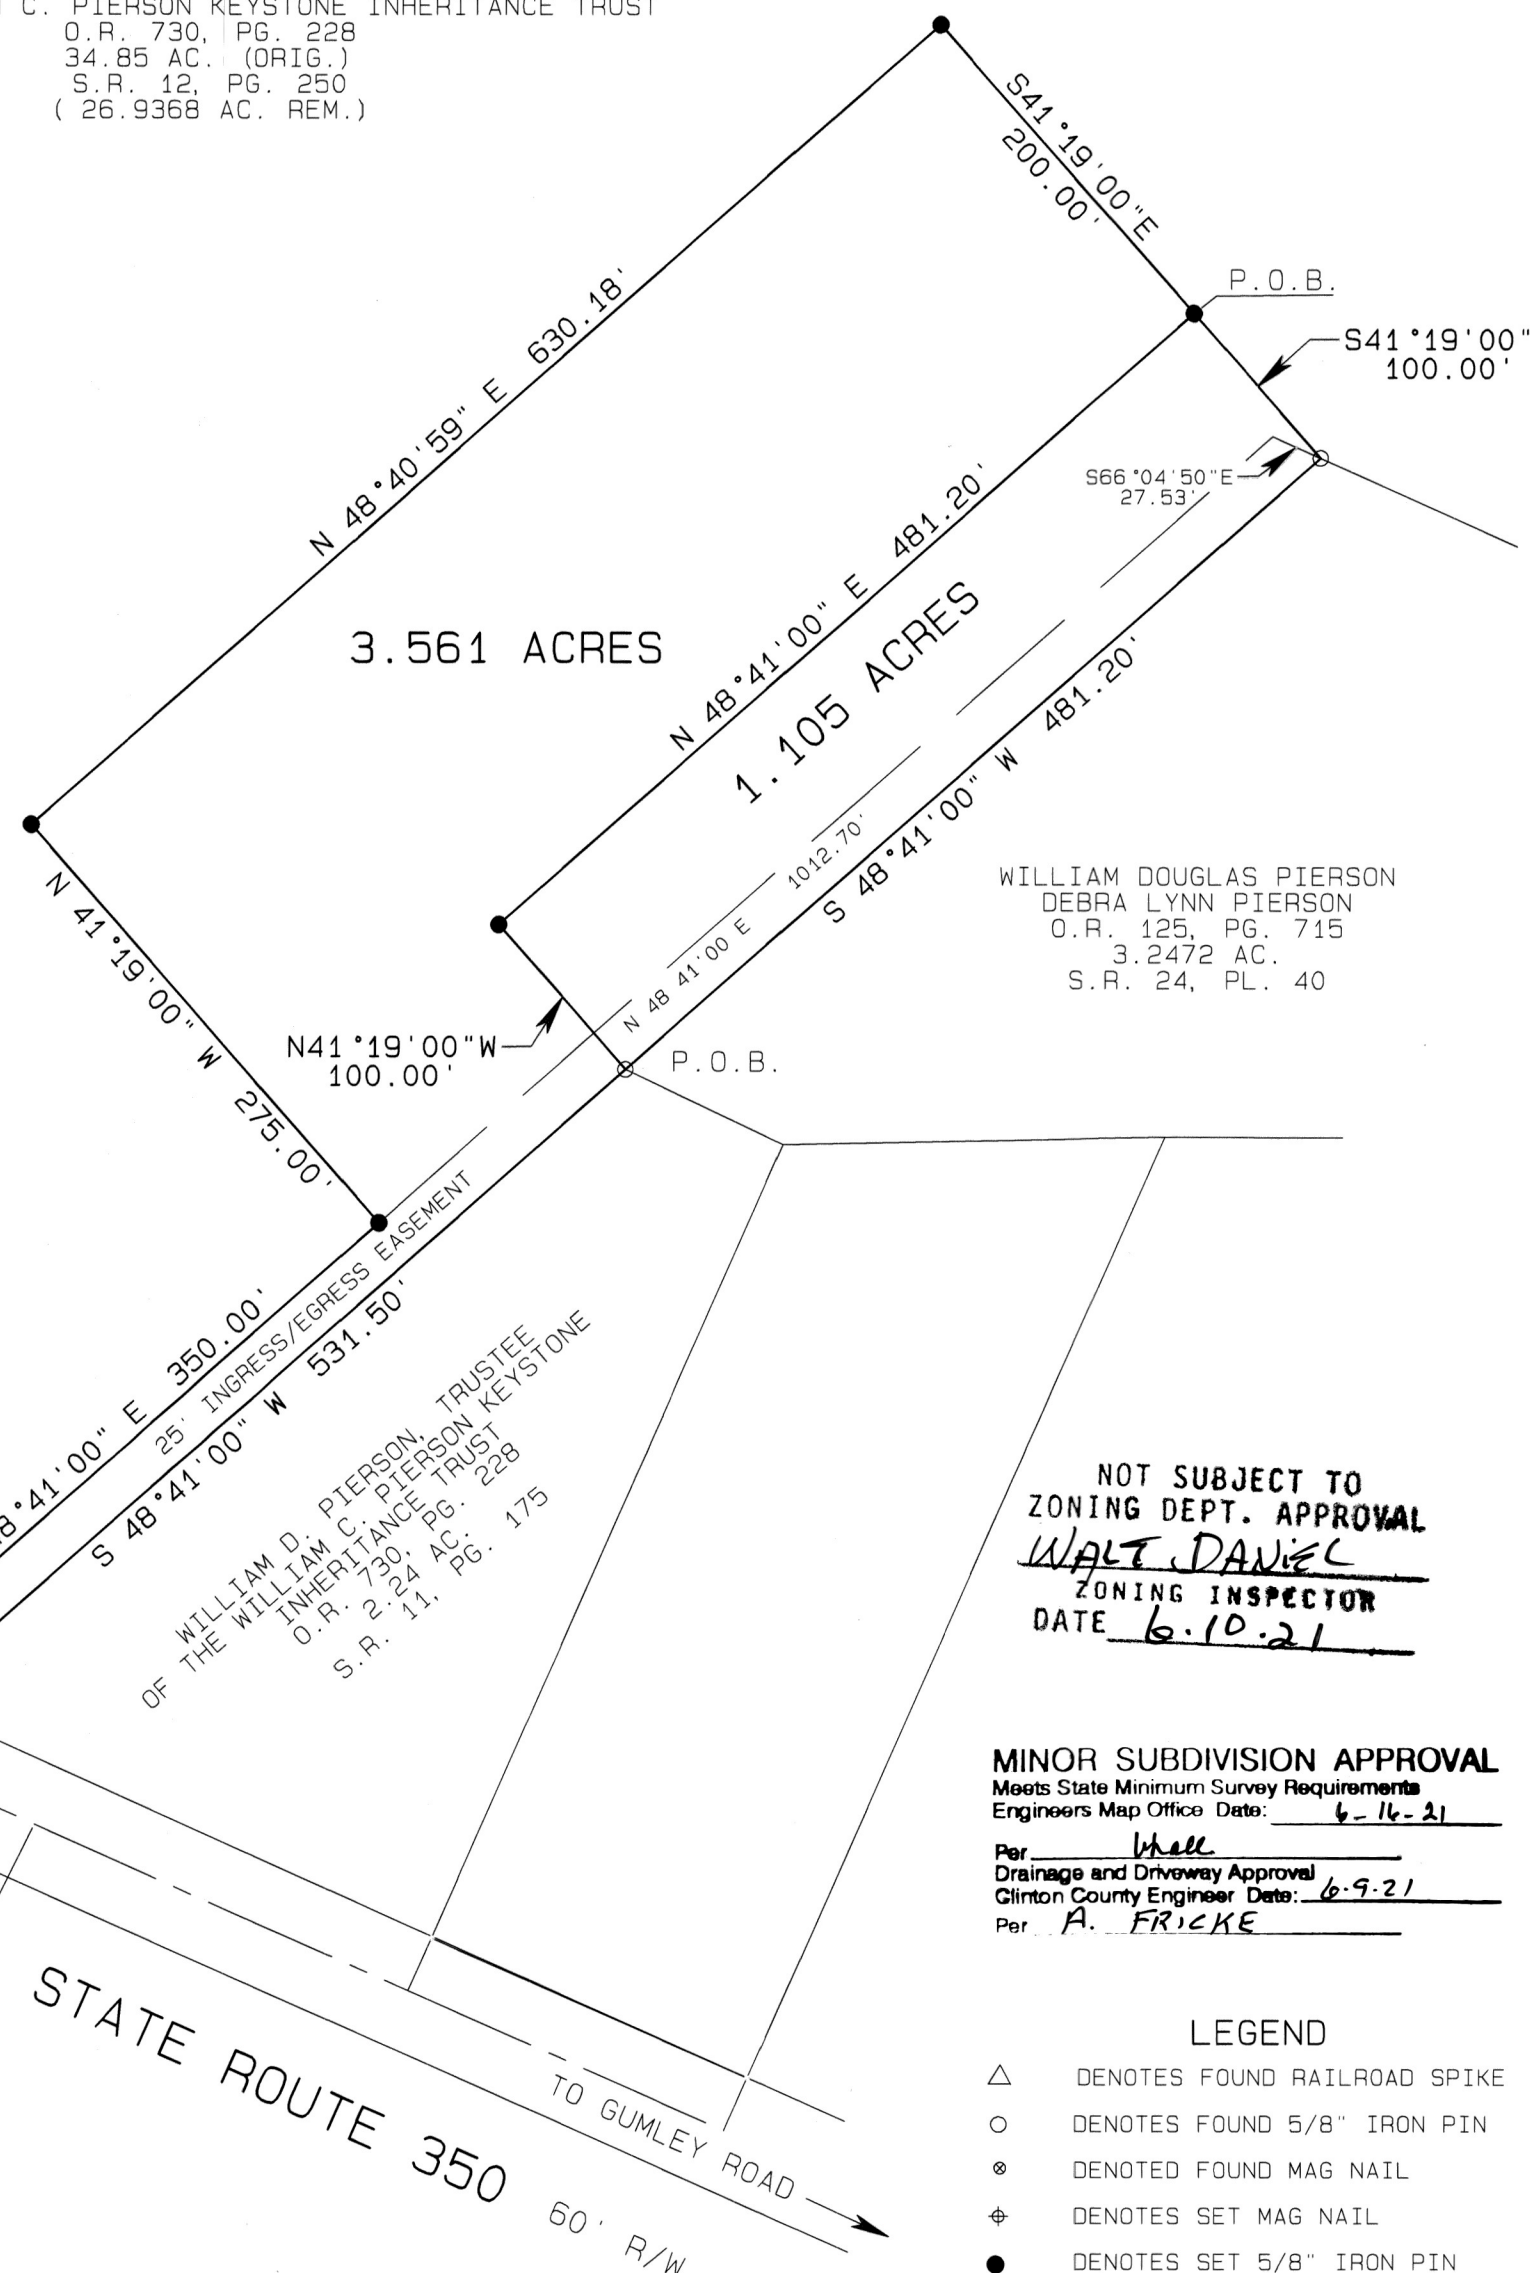 C. PIERSON KEYSTONE INHERITANCE TRUST
O.R. 730, PG. 228
34.85 AC. (ORIG.)
S.R. 12, PG. 250
( 26.9368 AC. REM.)
S41°19'00"E
200.00'
P.O.B.
S41°19'00"
100.00'
N 48°40'59" E 630.18'
S66°04'50"E
27.53'
N 48°41'00" E 481.20'
3.561 ACRES
1.105 ACRES
S 48°41'00" W 481.20'
N 48 41'00 E 1012.70'
WILLIAM DOUGLAS PIERSON
DEBRA LYNN PIERSON
O.R. 125, PG. 715
3.2472 AC.
S.R. 24, PL. 40
N 41°19'00" W 275.00'
N41°19'00"W
100.00'
P.O.B.
8°41'00" E 350.00'
25' INGRESS/EGRESS EASEMENT
S 48°41'00" W 531.50'
WILLIAM D. PIERSON, TRUSTEE
OF THE WILLIAM C. PIERSON KEYSTONE
INHERITANCE TRUST
O.R. 730, PG. 228
2.24 AC.
S.R. 11, PG. 175
NOT SUBJECT TO
ZONING DEPT. APPROVAL
WALT DANIEL
ZONING INSPECTOR
DATE 6.10.21
MINOR SUBDIVISION APPROVAL
Meets State Minimum Survey Requirements
Engineers Map Office Date: 6-16-21
Per
Drainage and Driveway Approval
Clinton County Engineer Date: 6.9.21
Per A. FRICKE
STATE ROUTE 350 60' R/W
TO GUMLEY ROAD
LEGEND
DENOTES FOUND RAILROAD SPIKE
DENOTES FOUND 5/8" IRON PIN
DENOTED FOUND MAG NAIL
DENOTES SET MAG NAIL
DENOTES SET 5/8" IRON PIN